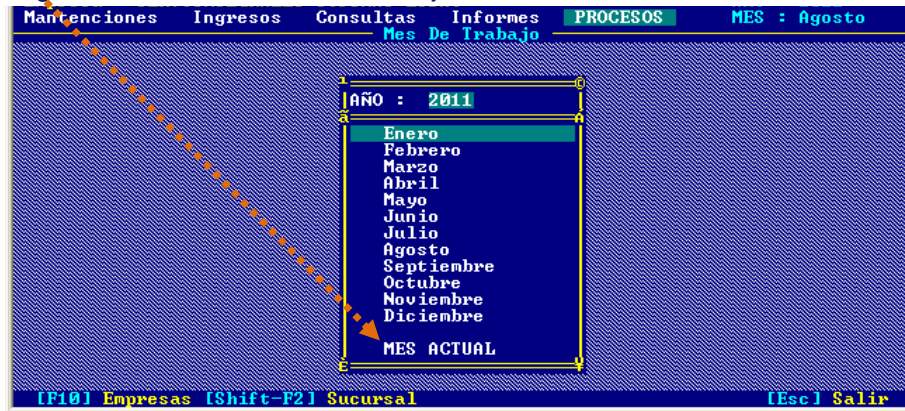 Mantenciones Ingresos Consultas Informes PROCESOS MES : Agosto
Mes De Trabajo
AÑO : 2011
Enero
Febrero
Marzo
Abril
Mayo
Junio
Julio
Agosto
Septiembre
Octubre
Noviembre
Diciembre
MES ACTUAL
[F10] Empresas [Shift-F2] Sucursal [Esc] Salir